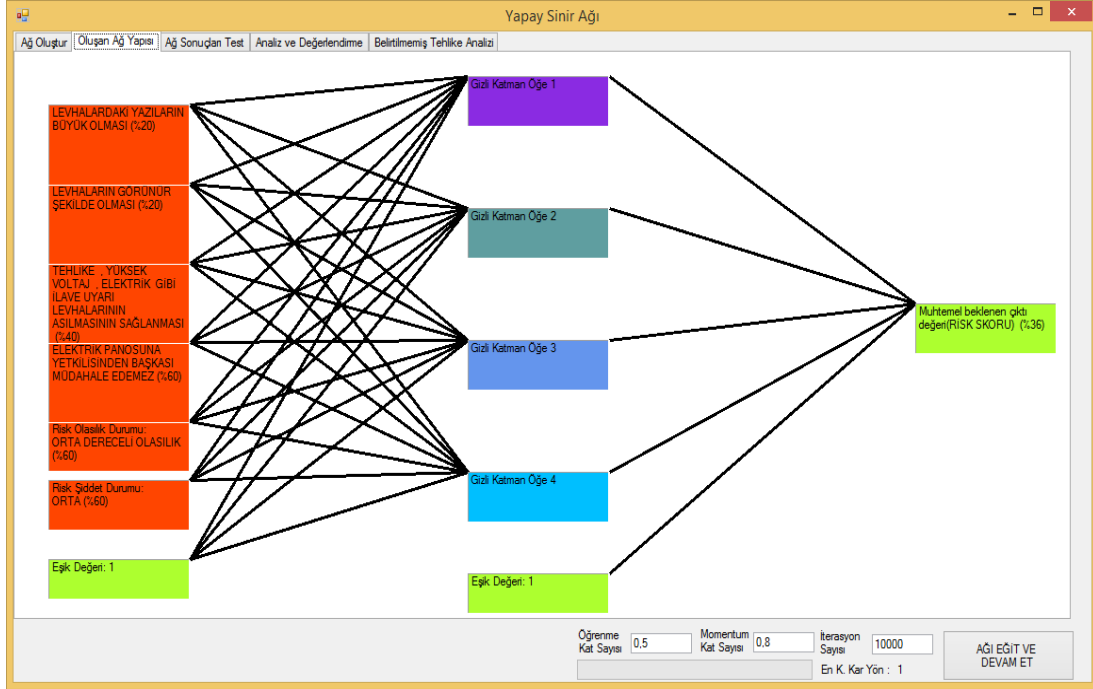 Yapay Sinir Ağı
Ağ Oluştur
Oluşan Ağ Yapısı
Ağ Sonuçları Test
Analiz ve Değerlendirme
Belirtilmemiş Tehlike Analizi
LEVHALARDAKİ YAZILARIN
BÜYÜK OLMASI (%20)
LEVHALARIN GÖRÜNÜR
ŞEKİLDE OLMASI (%20)
TEHLİKE , YÜKSEK
VOLTAJ , ELEKTRİK GİBİ
İLAVE UYARI
LEVHALARININ
ASILMASININ SAĞLANMASI
(%40)
ELEKTRİK PANOSUNA
YETKİLİSİNDEN BAŞKASI
MÜDAHALE EDEMEZ (%60)
Risk Olasılık Durumu:
ORTA DERECELİ OLASILIK
(%60)
Risk Şiddet Durumu:
ORTA (%60)
Eşik Değeri: 1
Gizli Katman Öğe 1
Gizli Katman Öğe 2
Gizli Katman Öğe 3
Gizli Katman Öğe 4
Eşik Değeri: 1
Muhtemel beklenen çıktı
değeri(RİSK SKORU) (%36)
Öğrenme
Kat Sayısı
0,5
Momentum
Kat Sayısı
0,8
İterasyon
Sayısı
10000
En K. Kar Yön : 1
AĞI EĞİT VE
DEVAM ET